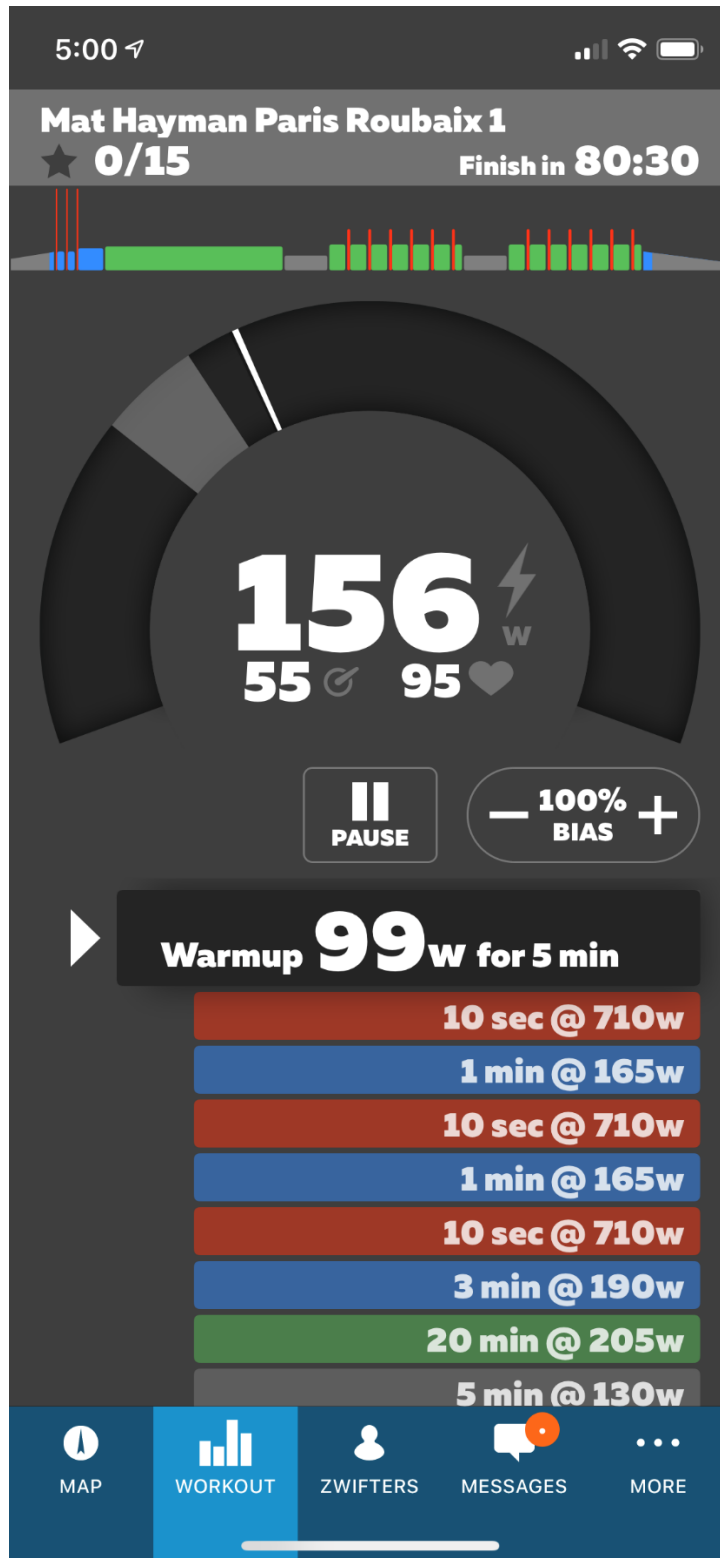 5:00
Mat Hayman Paris Roubaix 1
0/15 Finish in 80:30
156 w
55 95
PAUSE
— 100% +
BIAS
Warmup 99w for 5 min
10 sec @ 710w
1 min @ 165w
10 sec @ 710w
1 min @ 165w
10 sec @ 710w
3 min @ 190w
20 min @ 205w
5 min @ 130w
MAP WORKOUT ZWIFTERS MESSAGES MORE